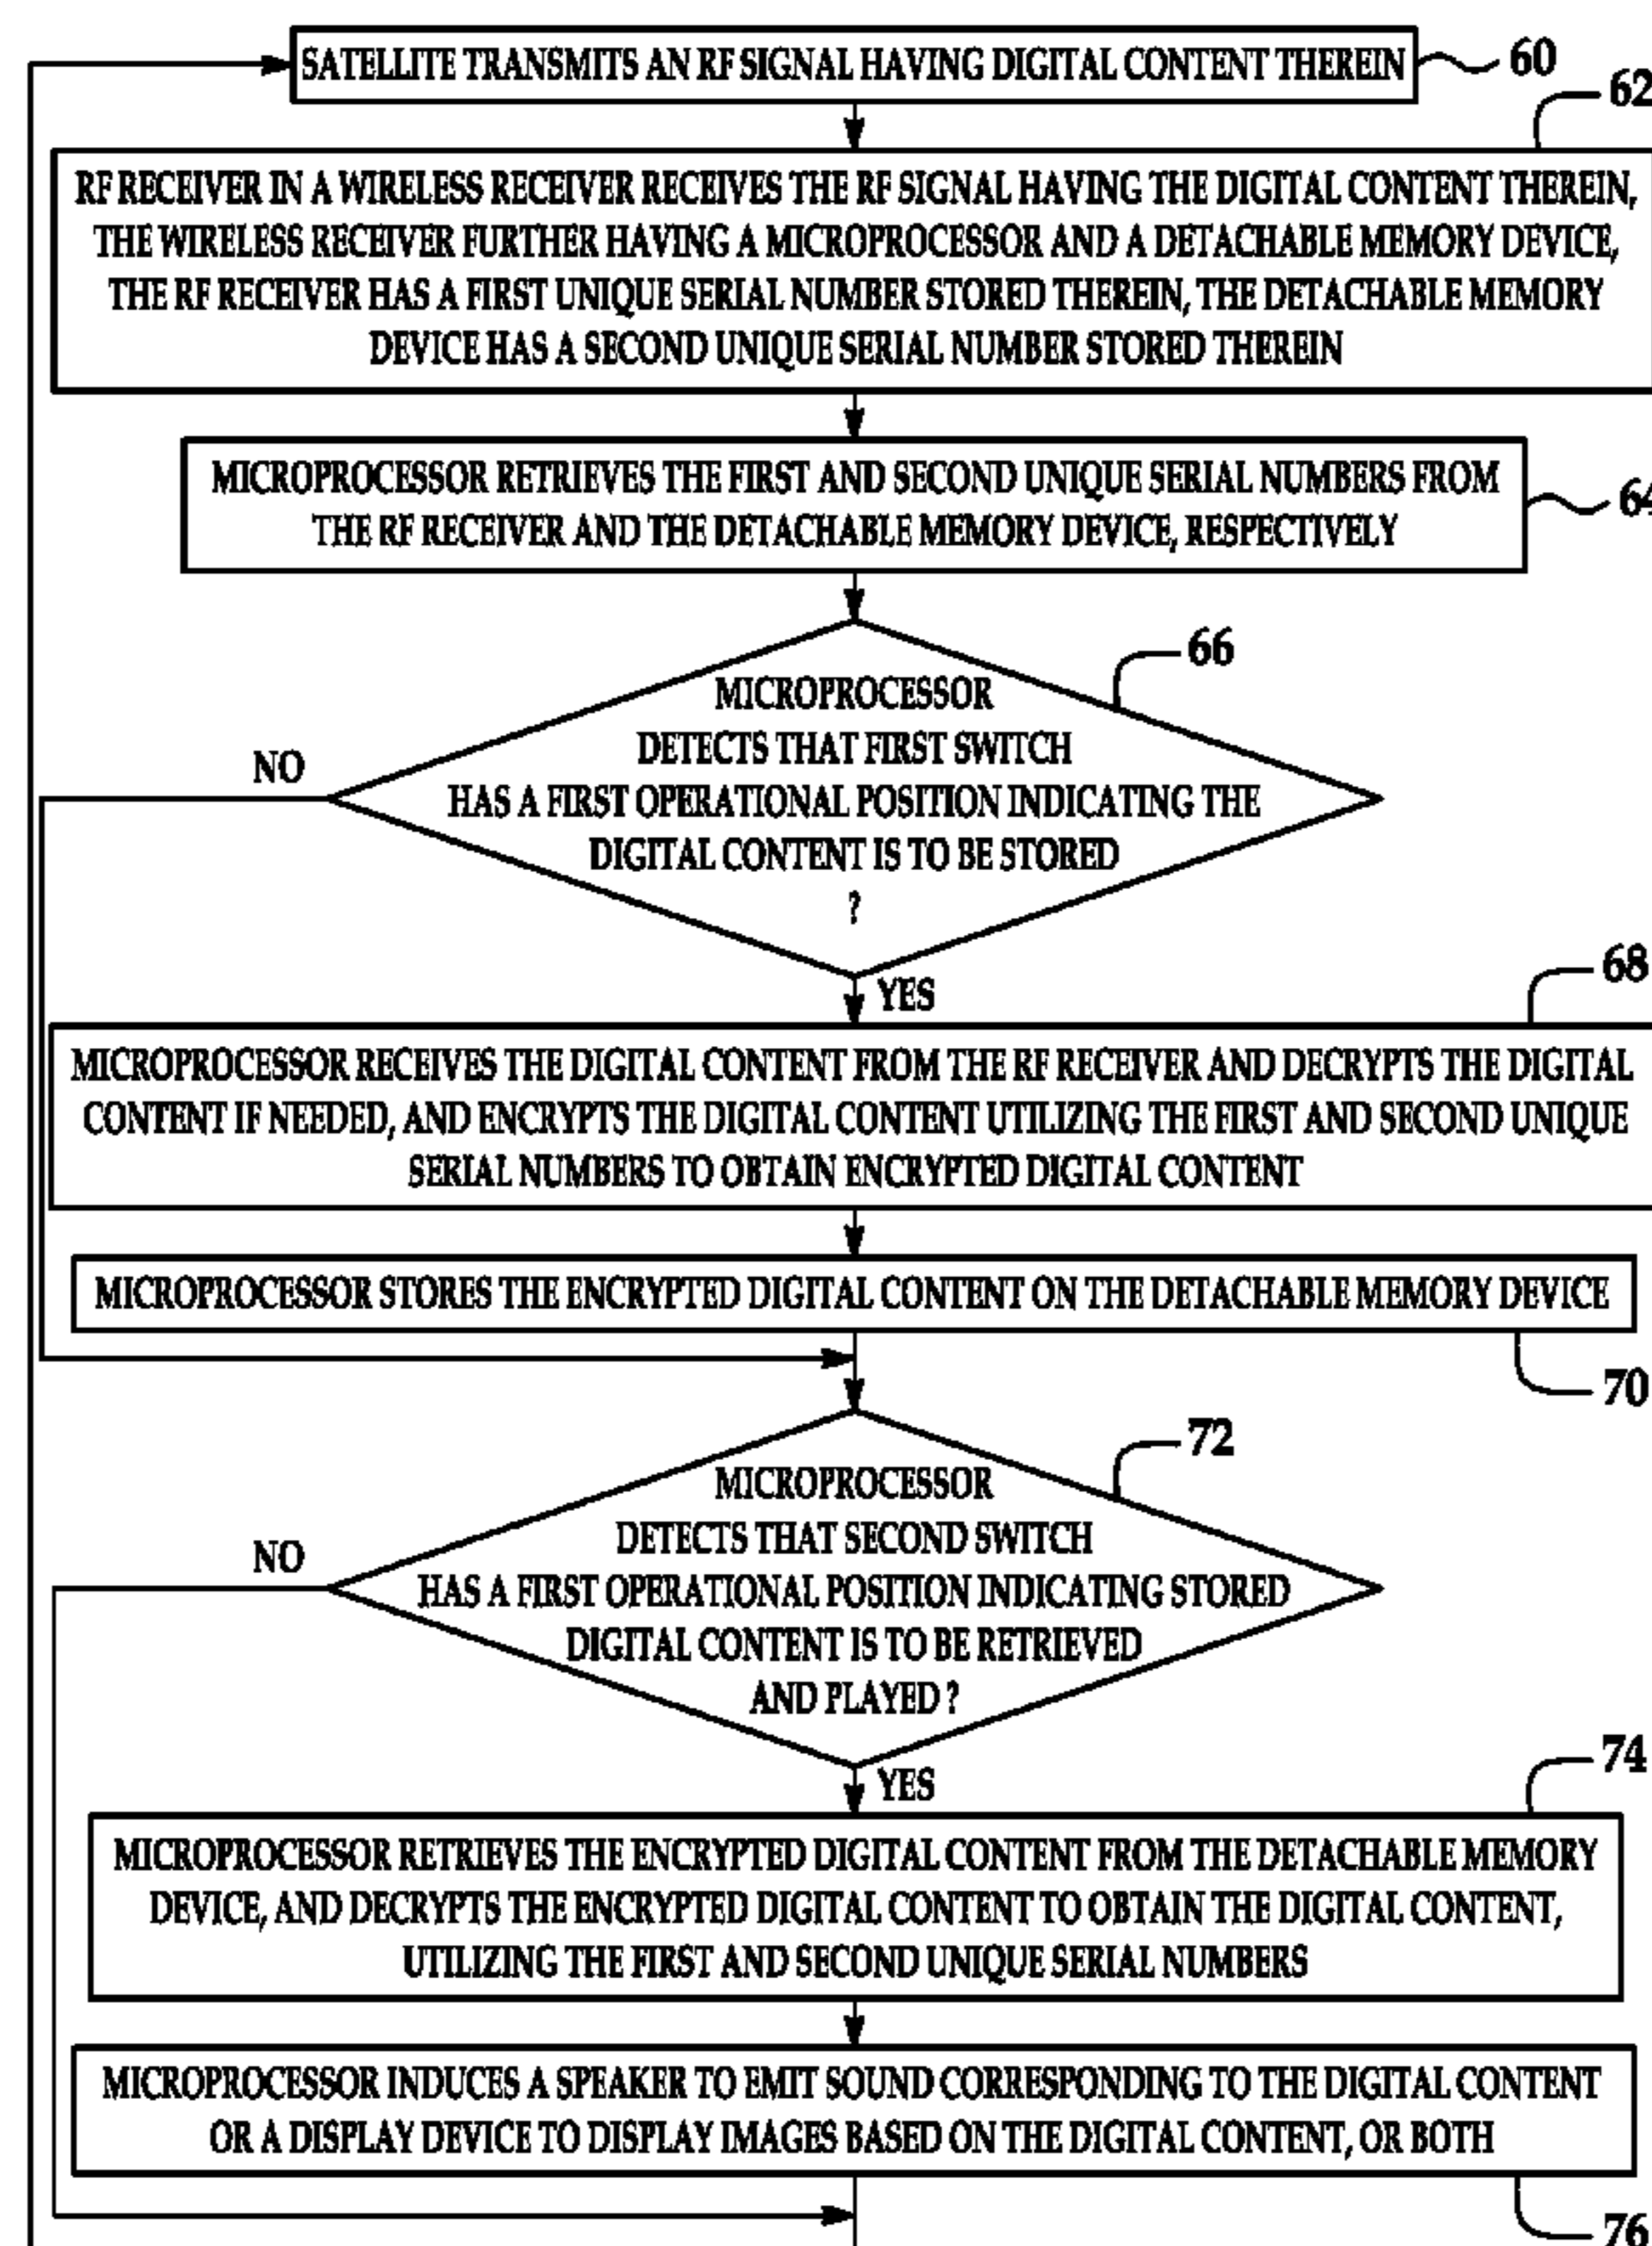 SATELLITE TRANSMITS AN RF SIGNAL HAVING DIGITAL CONTENT THEREIN
60
62
RF RECEIVER IN A WIRELESS RECEIVER RECEIVES THE RF SIGNAL HAVING THE DIGITAL CONTENT THEREIN,
THE WIRELESS RECEIVER FURTHER HAVING A MICROPROCESSOR AND A DETACHABLE MEMORY DEVICE,
THE RF RECEIVER HAS A FIRST UNIQUE SERIAL NUMBER STORED THEREIN, THE DETACHABLE MEMORY
DEVICE HAS A SECOND UNIQUE SERIAL NUMBER STORED THEREIN
MICROPROCESSOR RETRIEVES THE FIRST AND SECOND UNIQUE SERIAL NUMBERS FROM
THE RF RECEIVER AND THE DETACHABLE MEMORY DEVICE, RESPECTIVELY
64
66
MICROPROCESSOR
DETECTS THAT FIRST SWITCH
HAS A FIRST OPERATIONAL POSITION INDICATING THE
DIGITAL CONTENT IS TO BE STORED
?
NO
YES
68
MICROPROCESSOR RECEIVES THE DIGITAL CONTENT FROM THE RF RECEIVER AND DECRYPTS THE DIGITAL
CONTENT IF NEEDED, AND ENCRYPTS THE DIGITAL CONTENT UTILIZING THE FIRST AND SECOND UNIQUE
SERIAL NUMBERS TO OBTAIN ENCRYPTED DIGITAL CONTENT
MICROPROCESSOR STORES THE ENCRYPTED DIGITAL CONTENT ON THE DETACHABLE MEMORY DEVICE
70
72
MICROPROCESSOR
DETECTS THAT SECOND SWITCH
HAS A FIRST OPERATIONAL POSITION INDICATING STORED
DIGITAL CONTENT IS TO BE RETRIEVED
AND PLAYED ?
NO
YES
74
MICROPROCESSOR RETRIEVES THE ENCRYPTED DIGITAL CONTENT FROM THE DETACHABLE MEMORY
DEVICE, AND DECRYPTS THE ENCRYPTED DIGITAL CONTENT TO OBTAIN THE DIGITAL CONTENT,
UTILIZING THE FIRST AND SECOND UNIQUE SERIAL NUMBERS
MICROPROCESSOR INDUCES A SPEAKER TO EMIT SOUND CORRESPONDING TO THE DIGITAL CONTENT
OR A DISPLAY DEVICE TO DISPLAY IMAGES BASED ON THE DIGITAL CONTENT, OR BOTH
76